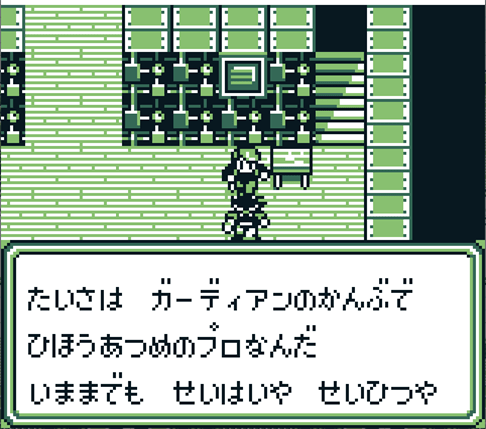 たいさは ガーディアンのかんぶで
ひほうあつめのプロなんだ
いままでも せいはいや せいひつや